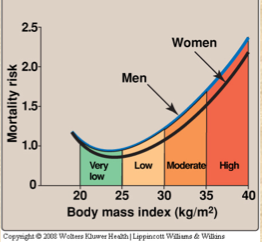 2.5
Women
2.0
Men
1.5
1.0
0
Mortality risk
Very
low
Low
Moderate
High
20 25 30 35 40
Body mass index (kg/m²)
Copyright © 2008 Wolters Kluwer Health | Lippincott Williams & Wilkins